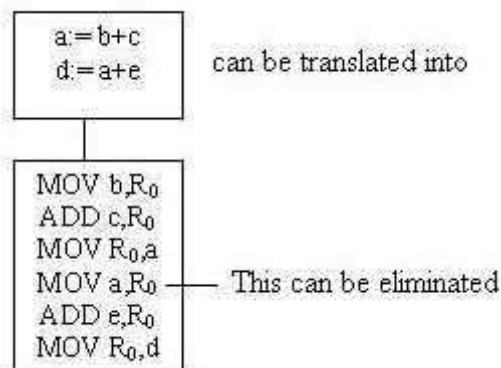 a:= b+c
d:= a+e
can be translated into
MOV b,R₀
ADD c,R₀
MOV R₀,a
MOV a,R₀
This can be eliminated
ADD e,R₀
MOV R₀,d